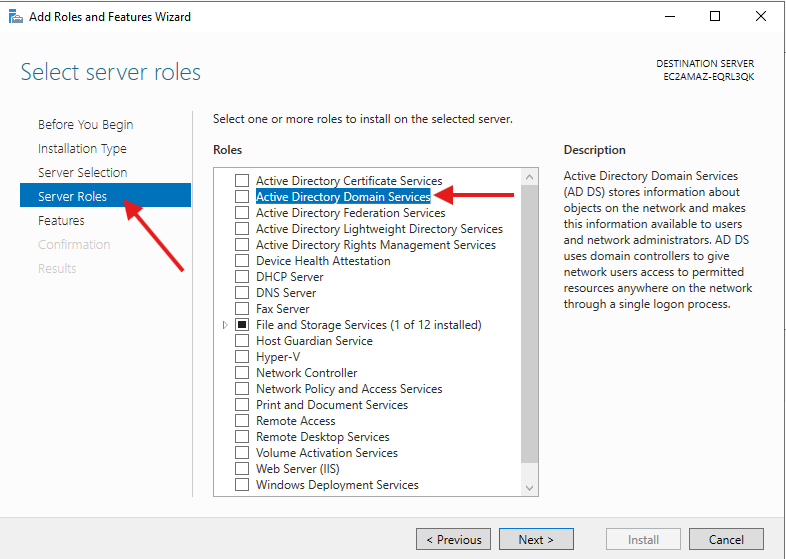 Add Roles and Features Wizard
Select server roles
DESTINATION SERVER
EC2AMAZ-EQRL3QK
Before You Begin
Installation Type
Server Selection
Server Roles
Features
Confirmation
Results
Select one or more roles to install on the selected server.
Roles
Active Directory Certificate Services
Active Directory Domain Services
Active Directory Federation Services
Active Directory Lightweight Directory Services
Active Directory Rights Management Services
Device Health Attestation
DHCP Server
DNS Server
Fax Server
File and Storage Services (1 of 12 installed)
Host Guardian Service
Hyper-V
Network Controller
Network Policy and Access Services
Print and Document Services
Remote Access
Remote Desktop Services
Volume Activation Services
Web Server (IIS)
Windows Deployment Services
Description
Active Directory Domain Services
(AD DS) stores information about
objects on the network and makes
this information available to users
and network administrators. AD DS
uses domain controllers to give
network users access to permitted
resources anywhere on the network
through a single logon process.
< Previous
Next >
Install
Cancel